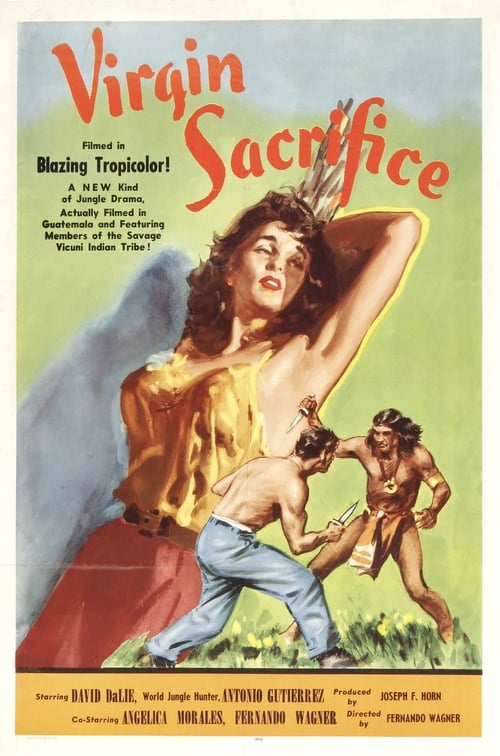 Virgin
Sacrifice
Filmed in
Blazing Tropicolor!
A NEW Kind
of Jungle Drama,
Actually Filmed in
Guatemala and Featuring
Members of the Savage
Vicuni Indian Tribe!
Starring DAVID DaLIE, World Jungle Hunter, ANTONIO GUTIERREZ Produced by JOSEPH F. HORN
Co-Starring ANGELICA MORALES, FERNANDO WAGNER Directed by FERNANDO WAGNER